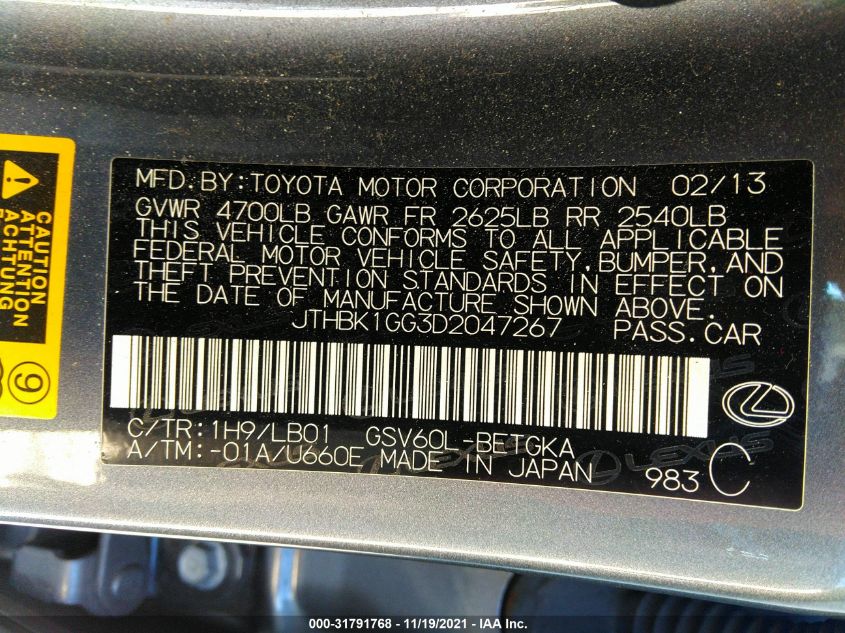 MFD.BY:TOYOTA MOTOR CORPORATION 02/13
GVWR 4700LB GAWR FR 2625LB RR 2540LB
THIS VEHICLE CONFORMS TO ALL APPLICABLE
FEDERAL MOTOR VEHICLE SAFETY,BUMPER,AND
THEFT PREVENTION STANDARDS IN EFFECT ON
THE DATE OF MANUFACTURE SHOWN ABOVE.
JTHBK1GG3D2047267 PASS.CAR
C/TR:1H9/LB01 GSV60L-BETGKA
A/TM:-01A/U660E MADE IN JAPAN
983 C
LEXUS
CAUTION
ATTENTION
ACHTUNG
9
000-31791768 - 11/19/2021 - IAA Inc.